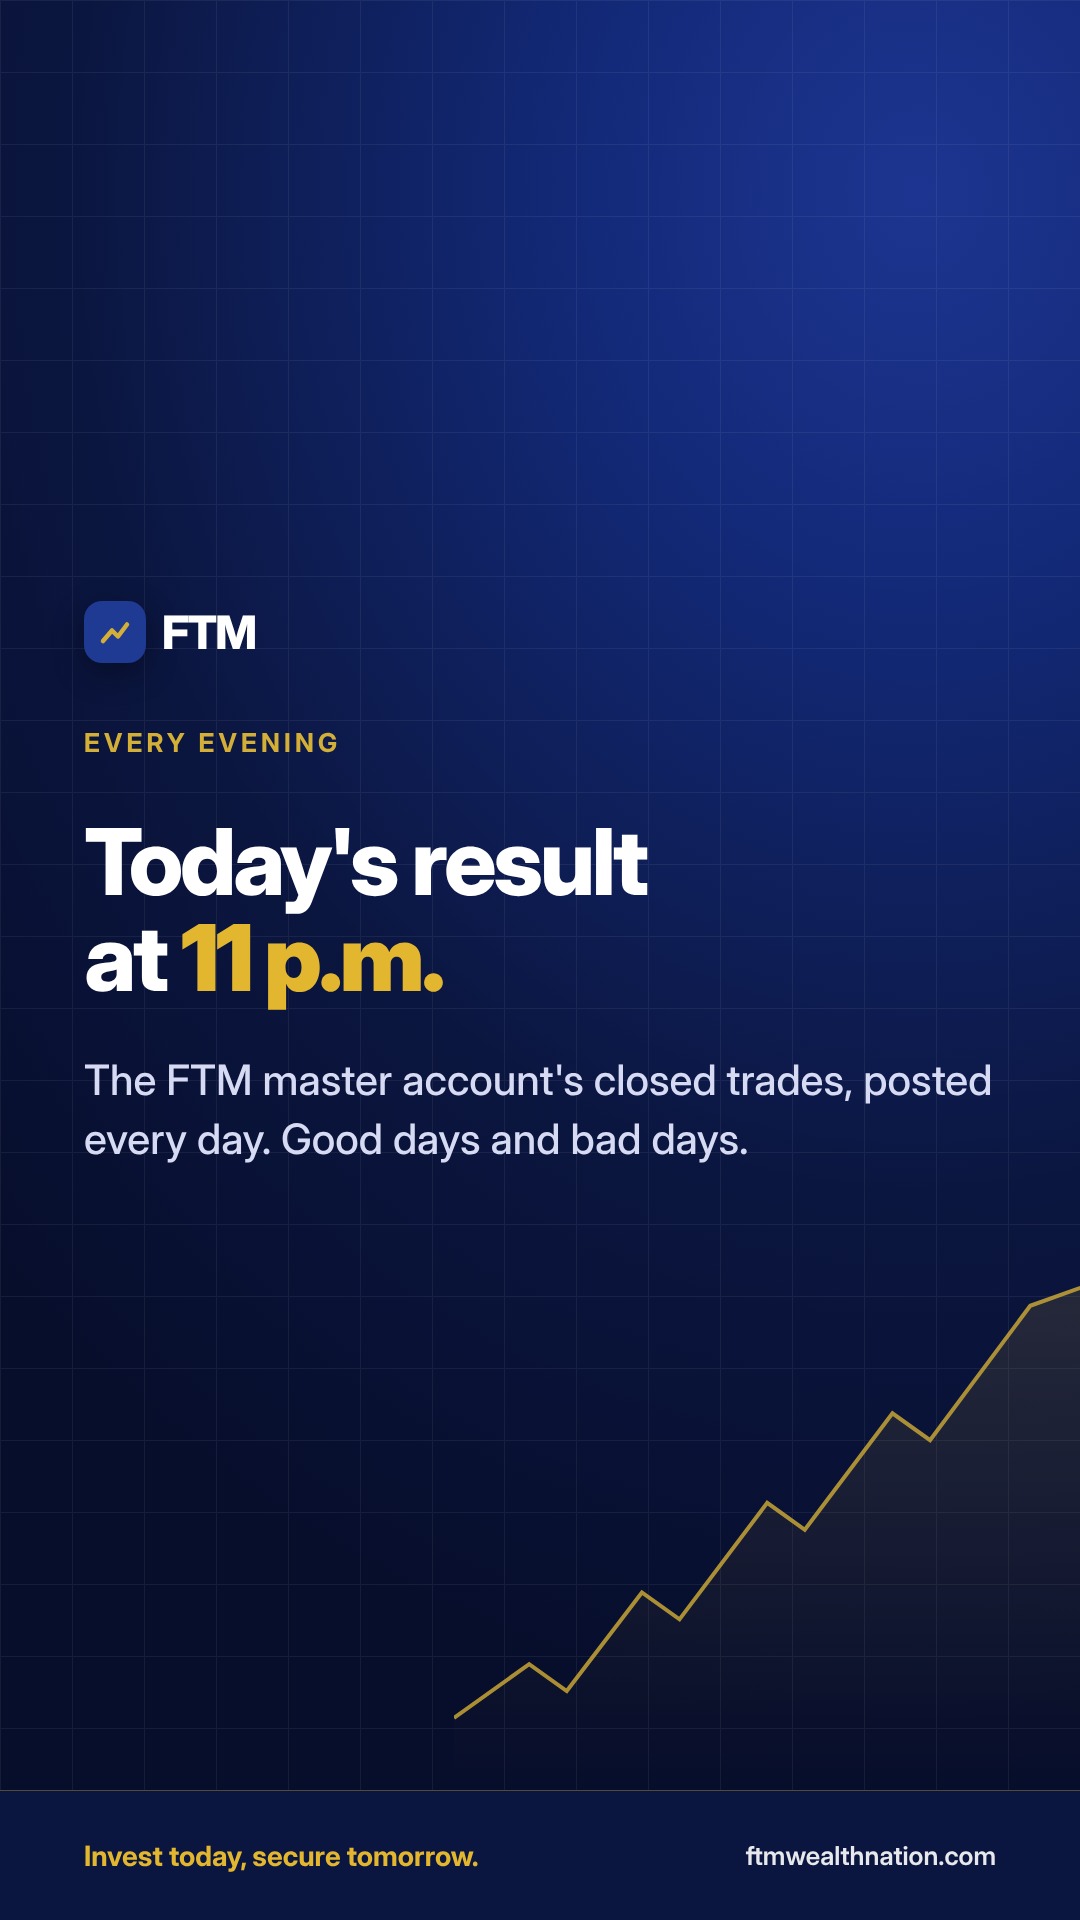 FTM
EVERY EVENING
Today's result
at 11 p.m.
The FTM master account's closed trades, posted
every day. Good days and bad days.
Invest today, secure tomorrow.
ftmwealthnation.com